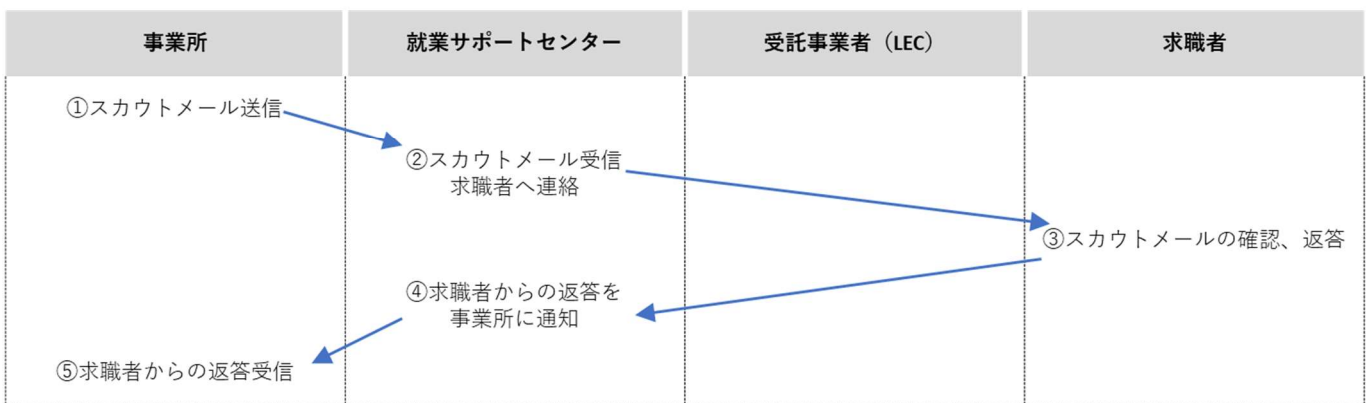 事業所
就業サポートセンター
受託事業者（LEC）
求職者
①スカウトメール送信
②スカウトメール受信
求職者へ連絡
③スカウトメールの確認、返答
④求職者からの返答を
事業所に通知
⑤求職者からの返答受信